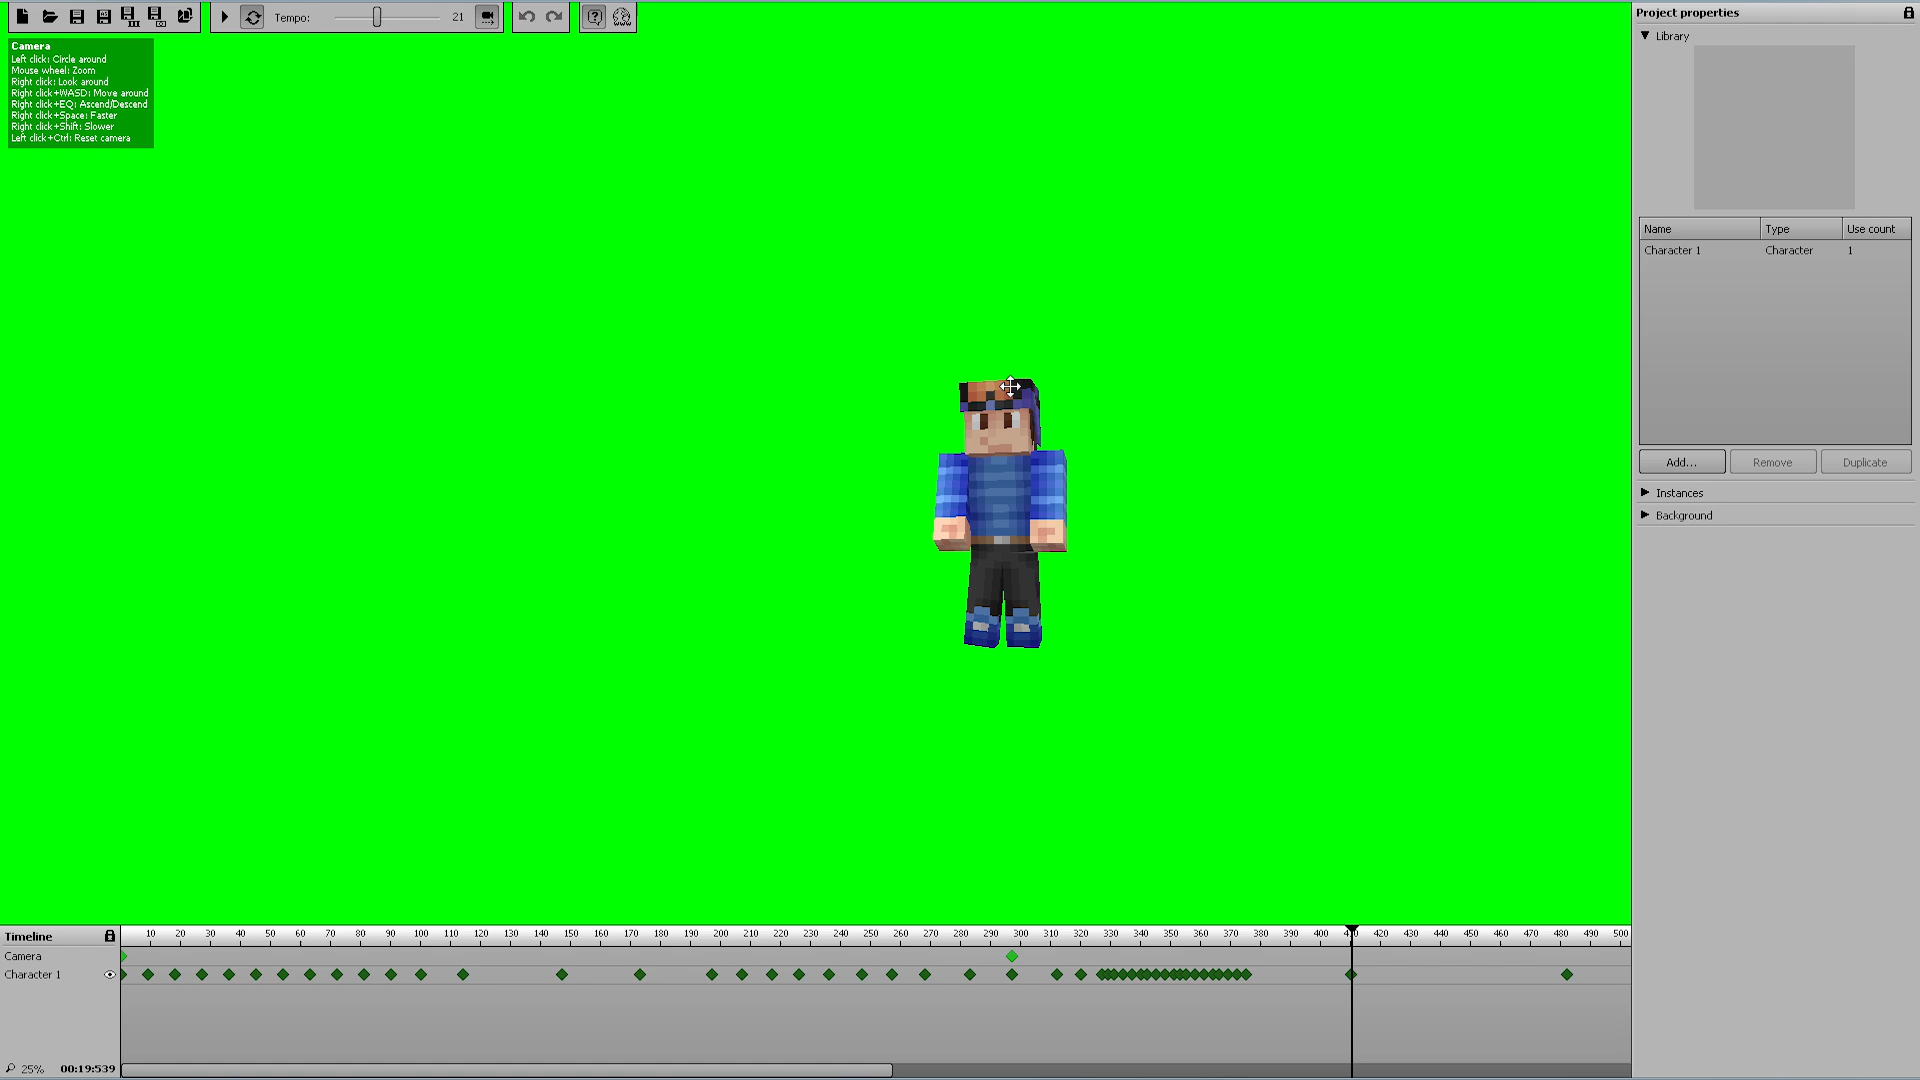 Tempo: 21
Camera
Left click: Circle around
Mouse wheel: Zoom
Right click: Look around
Right click+WASD: Move around
Right click+EQ: Ascend/Descend
Right click+Space: Faster
Right click+Shift: Slower
Left click+Ctrl: Reset camera
Project properties
Library
Name Type Use count
Character 1 Character 1
Add... Remove Duplicate
Instances
Background
Timeline
10 20 30 40 50 60 70 80 90 100 110 120 130 140 150 160 170 180 190 200 210 220 230 240 250 260 270 280 290 300 310 320 330 340 350 360 370 380 390 400 410 420 430 440 450 460 470 480 490 500
Camera
Character 1
25% 00:19:539